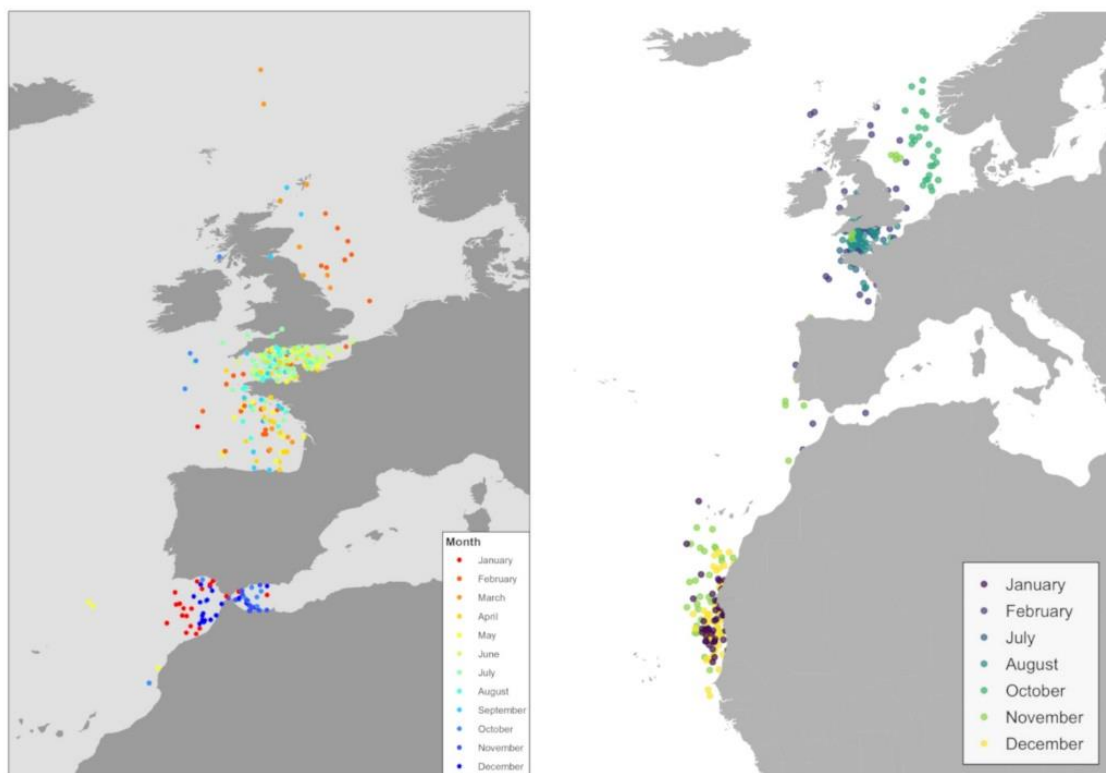 Month
January
February
March
April
May
June
July
August
September
October
November
December
January
February
July
August
October
November
December